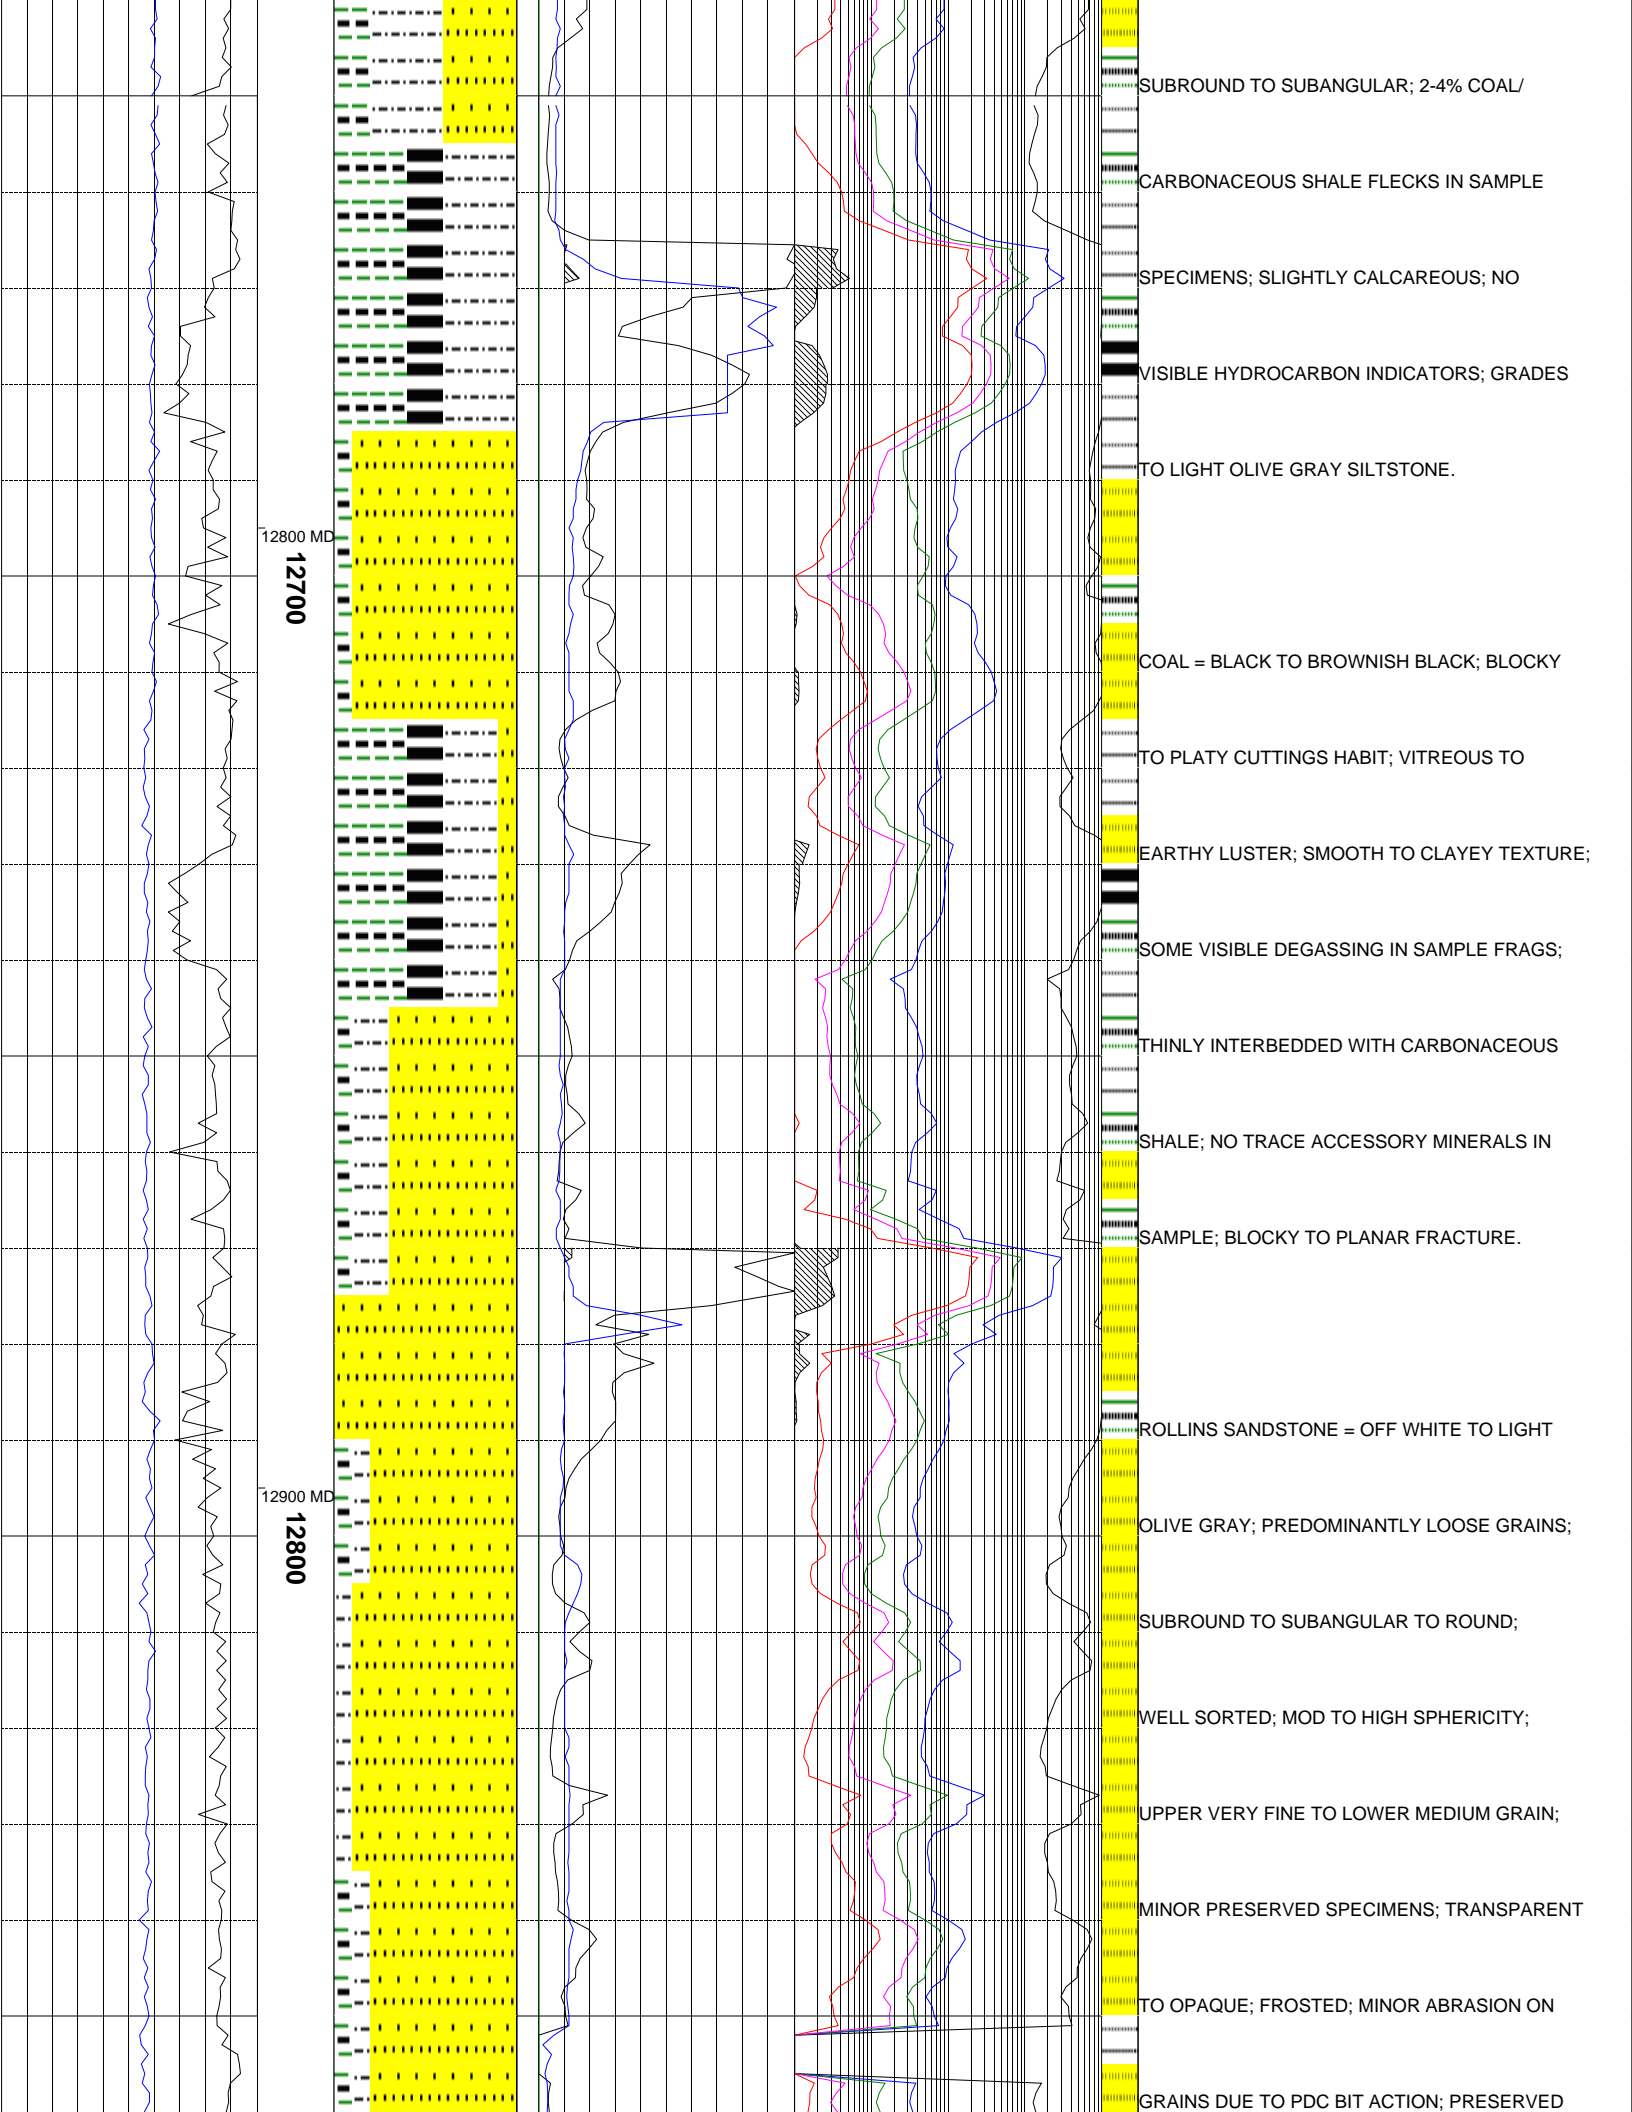 SUBROUND TO SUBANGULAR; 2-4% COAL/
CARBONACEOUS SHALE FLECKS IN SAMPLE
SPECIMENS; SLIGHTLY CALCAREOUS; NO
VISIBLE HYDROCARBON INDICATORS; GRADES
TO LIGHT OLIVE GRAY SILTSTONE.
12800 MD
12700
COAL = BLACK TO BROWNISH BLACK; BLOCKY
TO PLATY CUTTINGS HABIT; VITREOUS TO
EARTHY LUSTER; SMOOTH TO CLAYEY TEXTURE;
SOME VISIBLE DEGASSING IN SAMPLE FRAGS;
THINLY INTERBEDDED WITH CARBONACEOUS
SHALE; NO TRACE ACCESSORY MINERALS IN
SAMPLE; BLOCKY TO PLANAR FRACTURE.
ROLLINS SANDSTONE = OFF WHITE TO LIGHT
12900 MD
12800
OLIVE GRAY; PREDOMINANTLY LOOSE GRAINS;
SUBROUND TO SUBANGULAR TO ROUND;
WELL SORTED; MOD TO HIGH SPHERICITY;
UPPER VERY FINE TO LOWER MEDIUM GRAIN;
MINOR PRESERVED SPECIMENS; TRANSPARENT
TO OPAQUE; FROSTED; MINOR ABRASION ON
GRAINS DUE TO PDC BIT ACTION; PRESERVED